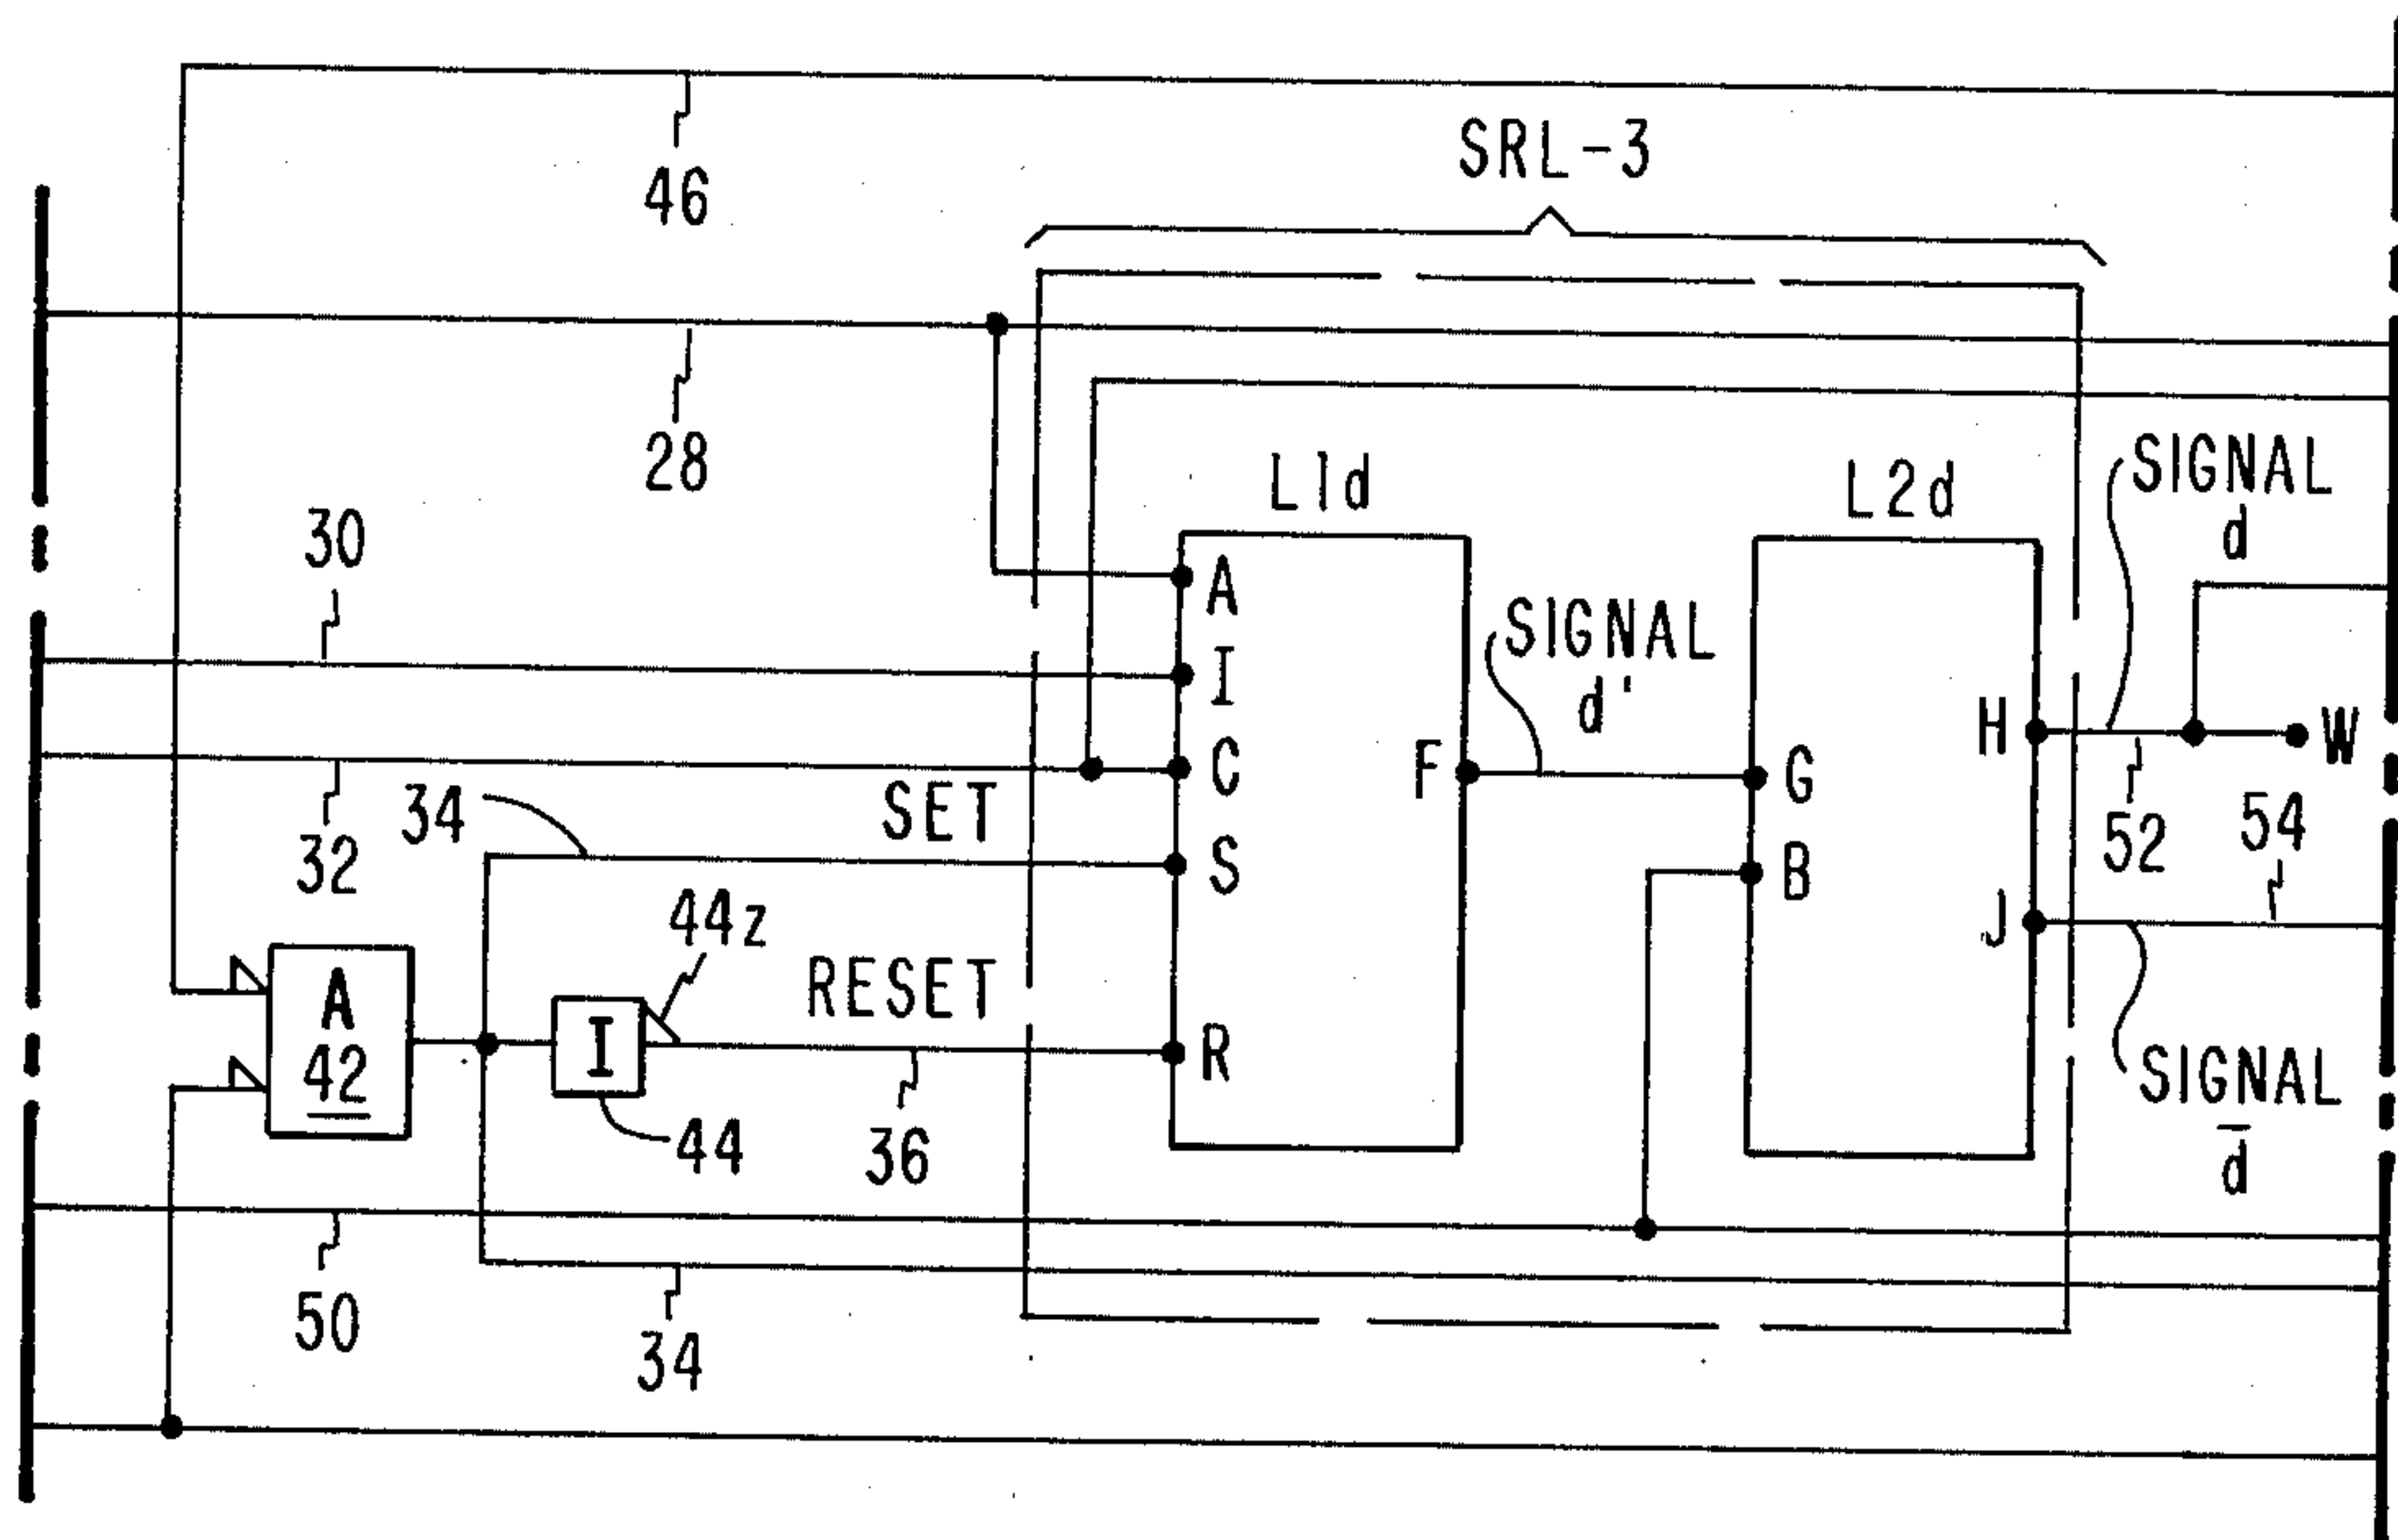 SRL-3
46
28
30
L1d
L2d
SIGNAL
d
A
I
C
S
R
F
SIGNAL
d'
G
B
H
J
W
32
34
SET
52
54
44z
RESET
A
42
I
44
36
SIGNAL
d̅
50
34